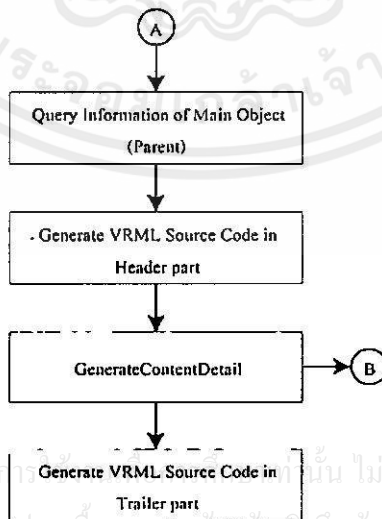 A
Query Information of Main Object
(Parent)
Generate VRML Source Code in
Header part
GenerateContentDetail
B
Generate VRML Source Code in
Trailer part